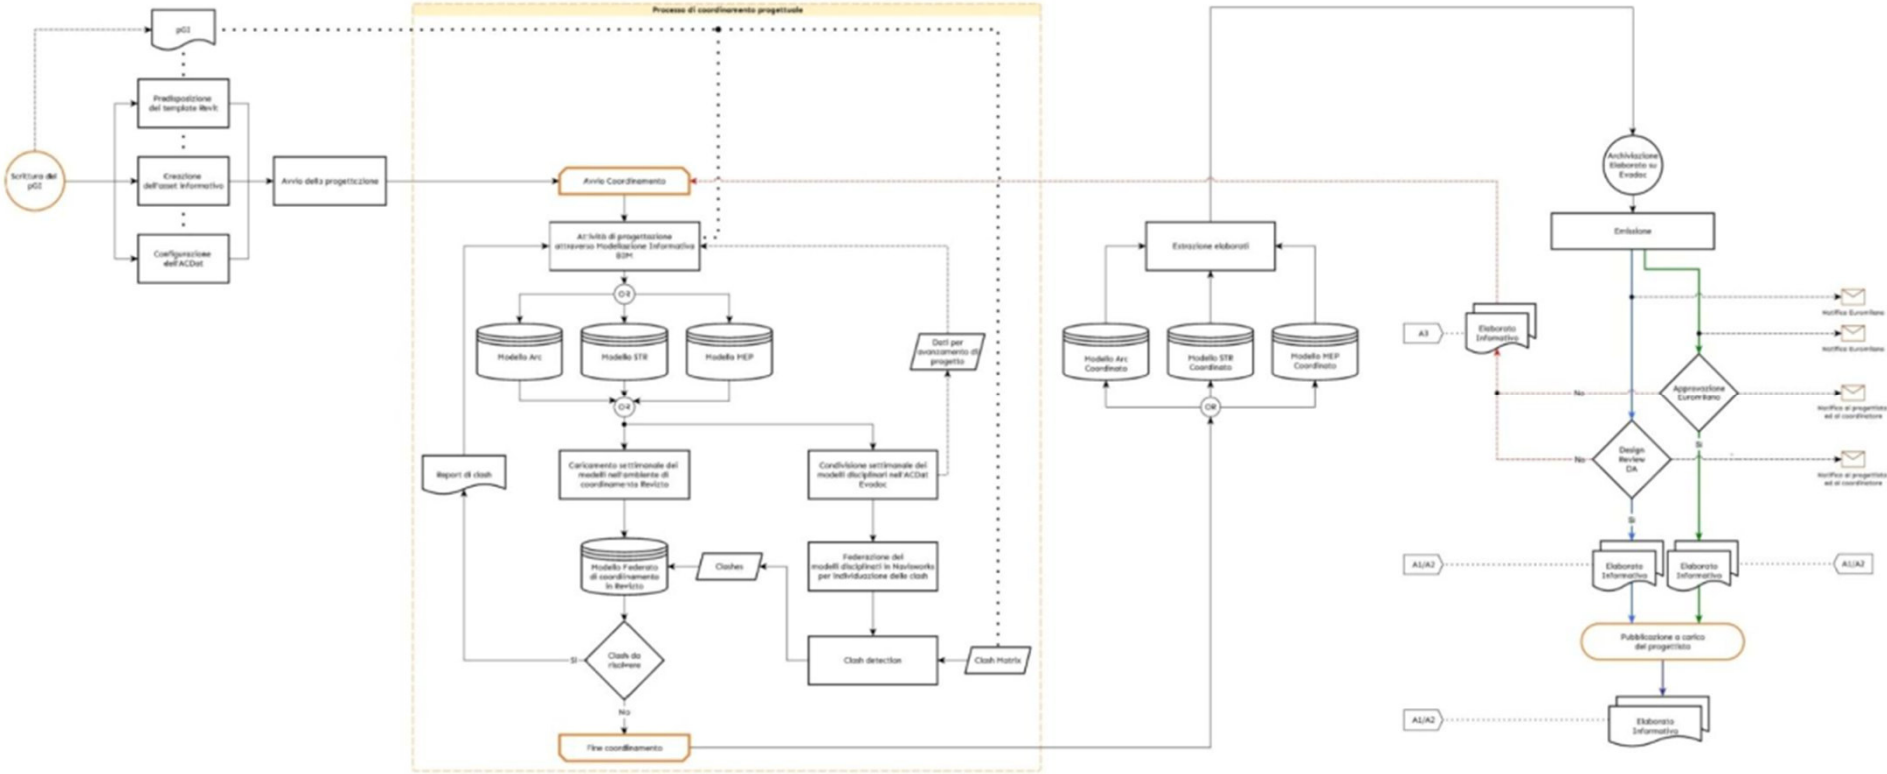 Processo di coordinamento progettuale
pGI
Predisposizione
del template Revit
Scrittura del
pGI
Creazione
dell'asset informativo
Avvio della progettazione
Configurazione
dell'ACDat
Avvio Coordinamento
Attività di progettazione
attraverso Modellazione Informativa
BIM
OR
Modello Arc
Modello STR
Modello MEP
OR
Dati per
avanzamento di
progetto
Report di clash
Caricamento settimanale dei
modelli nell'ambiente di
coordinamento Revizto
Condivisione settimanale dei
modelli disciplinari nell'ACDat
Evodoc
Modello Federato
di coordinamento
in Revizto
Clashes
Federazione dei
modelli disciplinati in Navisworks
per individuazione delle clash
Clash da
risolvere
Si
No
Clash detection
Clash Matrix
Fine coordinamento
Estrazione elaborati
Modello Arc
Coordinato
Modello STR
Coordinato
Modello MEP
Coordinato
OR
Archiviazione
Elaborato su
Evodoc
Emissione
Notifica Euromilano
Notifica Euromilano
A3
Elaborato
Informativo
No
Approvazione
Euromilano
Notifica al progettista
ed al coordinatore
Si
No
Design
Review
DA
Notifica al progettista
ed al coordinatore
Si
A1/A2
Elaborato
Informativo
Elaborato
Informativo
A1/A2
Pubblicazione a carico
del progettista
A1/A2
Elaborato
Informativo